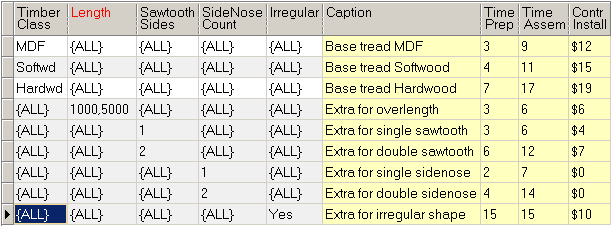 Timber Class Length Sawtooth Sides SideNose Count Irregular Caption Time Prep Time Assem Contr Install
MDF {ALL} {ALL} {ALL} {ALL} Base tread MDF 3 9 $12
Softwd {ALL} {ALL} {ALL} {ALL} Base tread Softwood 4 11 $15
Hardwd {ALL} {ALL} {ALL} {ALL} Base tread Hardwood 7 17 $19
{ALL} 1000,5000 {ALL} {ALL} {ALL} Extra for overlength 3 6 $6
{ALL} {ALL} 1 {ALL} {ALL} Extra for single sawtooth 3 6 $4
{ALL} {ALL} 2 {ALL} {ALL} Extra for double sawtooth 6 12 $7
{ALL} {ALL} {ALL} 1 {ALL} Extra for single sidenose 2 7 $0
{ALL} {ALL} {ALL} 2 {ALL} Extra for double sidenose 4 14 $0
{ALL} {ALL} {ALL} {ALL} Yes Extra for irregular shape 15 15 $10